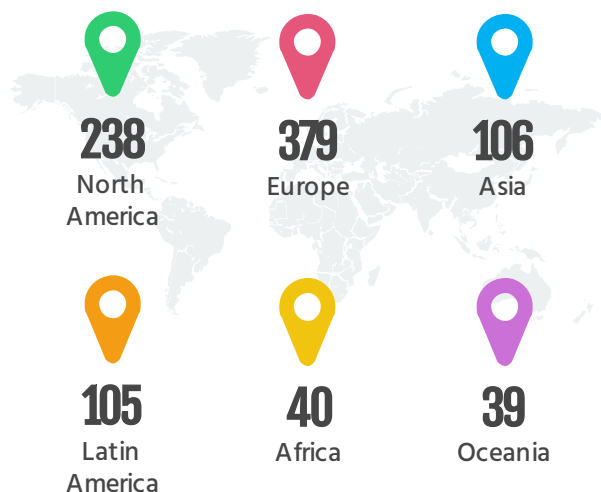 238
North
America
379
Europe
106
Asia
105
Latin
America
40
Africa
39
Oceania